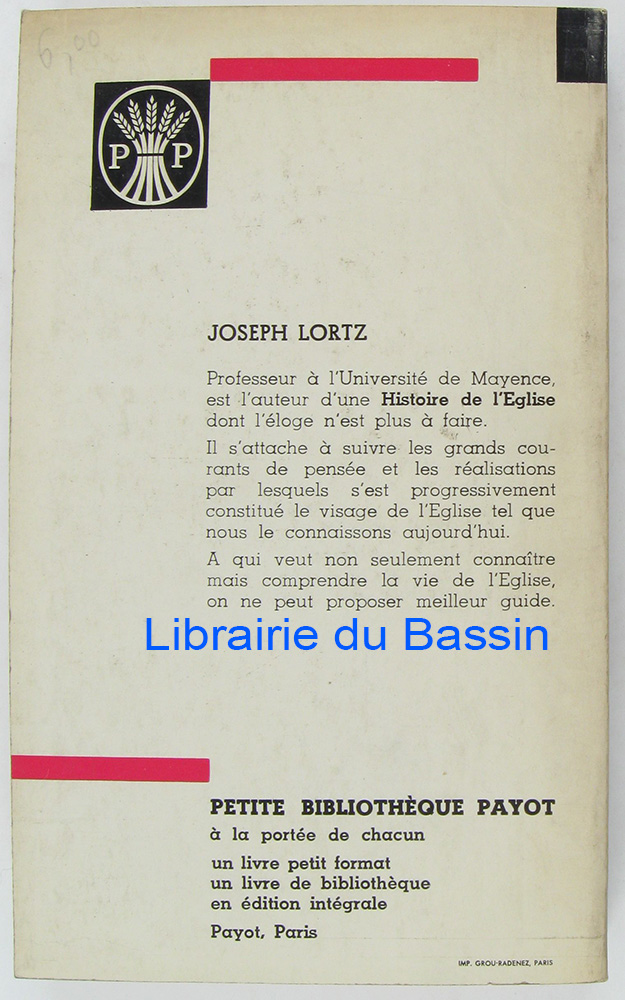 6,00
P P
JOSEPH LORTZ
Professeur à l'Université de Mayence,
est l'auteur d'une Histoire de l'Eglise
dont l'éloge n'est plus à faire.
Il s'attache à suivre les grands cou-
rants de pensée et les réalisations
par lesquels s'est progressivement
constitué le visage de l'Eglise tel que
nous le connaissons aujourd'hui.
A qui veut non seulement connaître
mais comprendre la vie de l'Eglise,
on ne peut proposer meilleur guide.
Librairie du Bassin
PETITE BIBLIOTHÈQUE PAYOT
à la portée de chacun
un livre petit format
un livre de bibliothèque
en édition intégrale
Payot, Paris
IMP. GROU-RADENEZ, PARIS